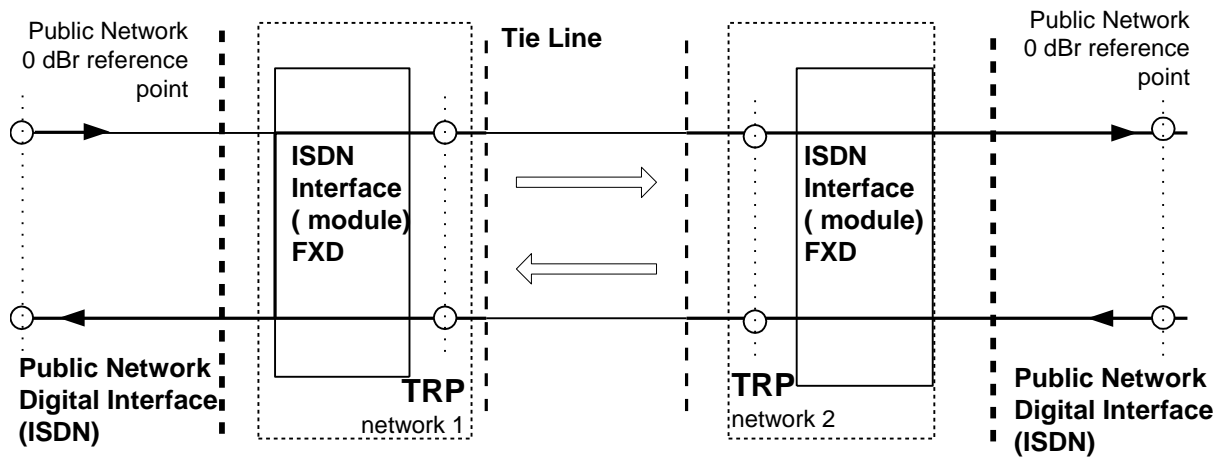 Public Network
0 dBr reference
point
Tie Line
Public Network
0 dBr reference
point
ISDN
Interface
( module)
FXD
ISDN
Interface
( module)
FXD
Public Network
Digital Interface
(ISDN)
TRP
network 1
TRP
network 2
Public Network
Digital Interface
(ISDN)